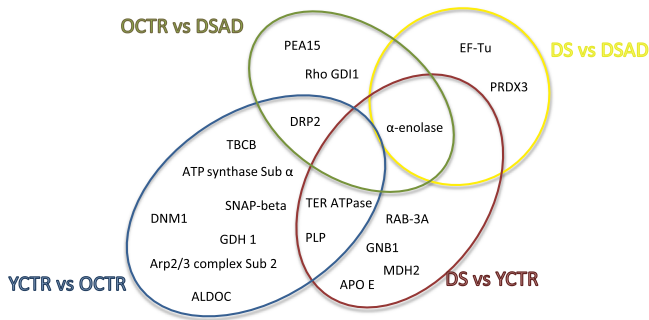 OCTR vs DSAD
PEA15
EF-Tu
DS vs DSAD
Rho GDI1
PRDX3
DRP2
α-enolase
TBCB
ATP synthase Sub α
SNAP-beta
TER ATPase
DNM1
RAB-3A
GDH 1
PLP
GNB1
Arp2/3 complex Sub 2
MDH2
YCTR vs OCTR
APO E
DS vs YCTR
ALDOC